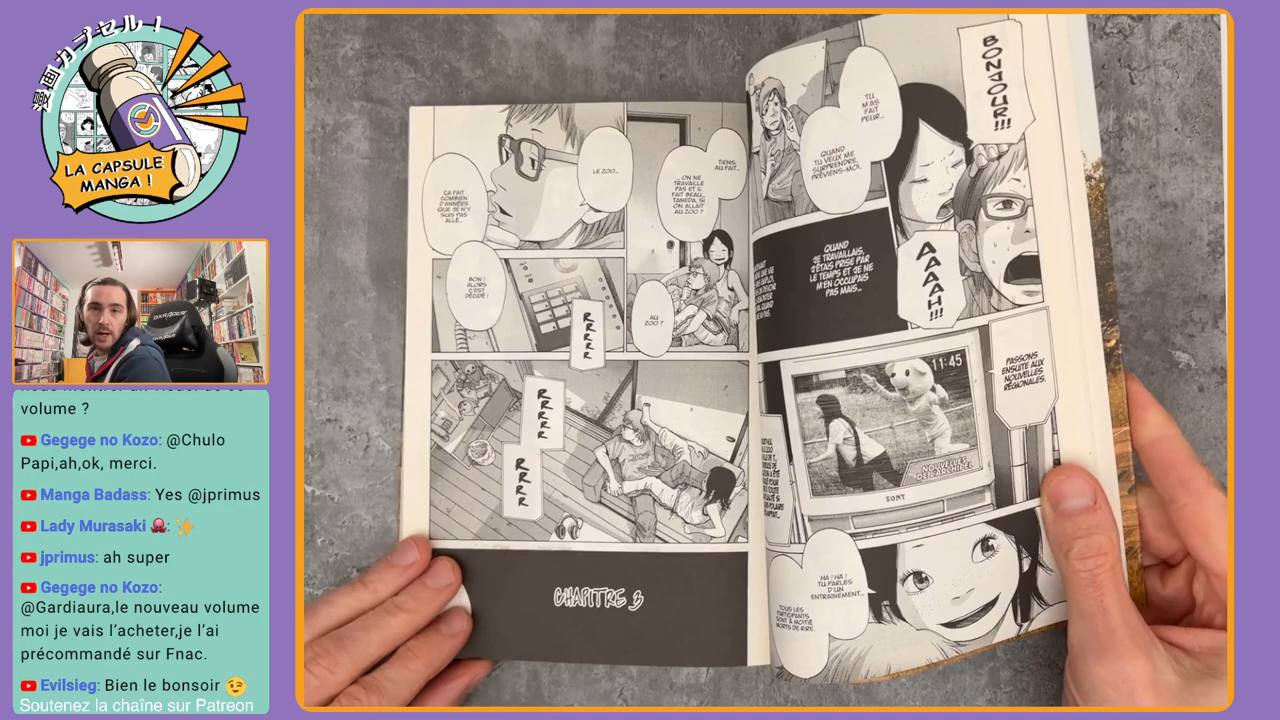 漫画カプセル!
LA CAPSULE
MANGA !
volume ?
Gegege no Kozo: @Chulo
Papi,ah,ok, merci.
Manga Badass: Yes @jprimus
Lady Murasaki 🐙: ✨
jprimus: ah super
Gegege no Kozo:
@Gardiaura,le nouveau volume
moi je vais l'acheter,je l'ai
précommandé sur Fnac.
Evilsieg: Bien le bonsoir 😉
Soutenez la chaîne sur Patreon
TIENS,
AU FAIT...
... ON NE
TRAVAILLE
PAS ET IL
FAIT BEAU...
TANEDA, SI
ON ALLAIT
AU ZOO ?
AU
ZOO ?
LE ZOO...
ÇA FAIT
COMBIEN
D'ANNÉES
QUE JE N'Y
SUIS PAS
ALLÉ...
BON !
ALORS
C'EST
DÉCIDÉ !
RRRR
RRRRR
RRRR
CHAPITRE 3
BONJOUR!!!
TU
M'AS
FAIT
PEUR...
QUAND
TU VEUX ME
SURPRENDRE,
PRÉVIENS-MOI.
AAAAH!!!
QUAND
JE TRAVAILLAIS,
J'ÉTAIS PRISE PAR
LE TEMPS ET JE NE
M'EN OCCUPAIS
PAS MAIS...
PASSONS
ENSUITE AUX
NOUVELLES
RÉGIONALES.
11:45
NOUVELLES
DE L'ARCHIPEL
SONY
HA ! HA !
TU PARLES
D'UN
ENTRAÎNEMENT...
TOUS LES
PARTICIPANTS
SONT À MOITIÉ
MORTS DE RIRE.